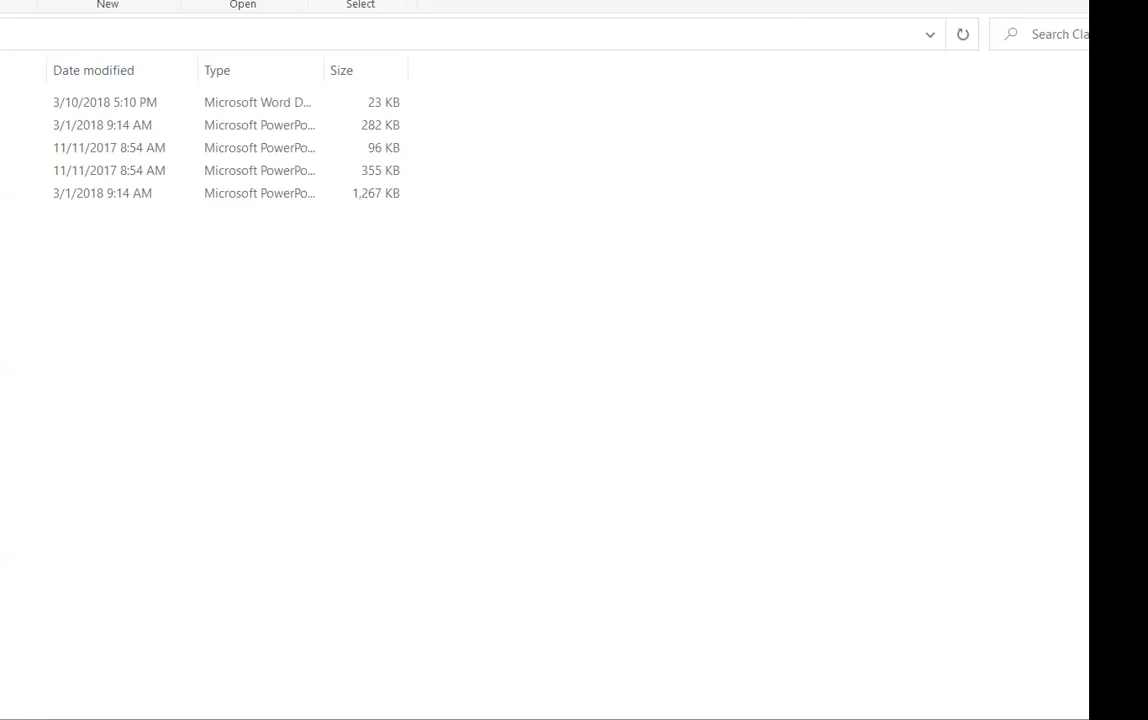 New Open Select
Search Cla
Date modified Type Size
3/10/2018 5:10 PM Microsoft Word D... 23 KB
3/1/2018 9:14 AM Microsoft PowerPo... 282 KB
11/11/2017 8:54 AM Microsoft PowerPo... 96 KB
11/11/2017 8:54 AM Microsoft PowerPo... 355 KB
3/1/2018 9:14 AM Microsoft PowerPo... 1,267 KB